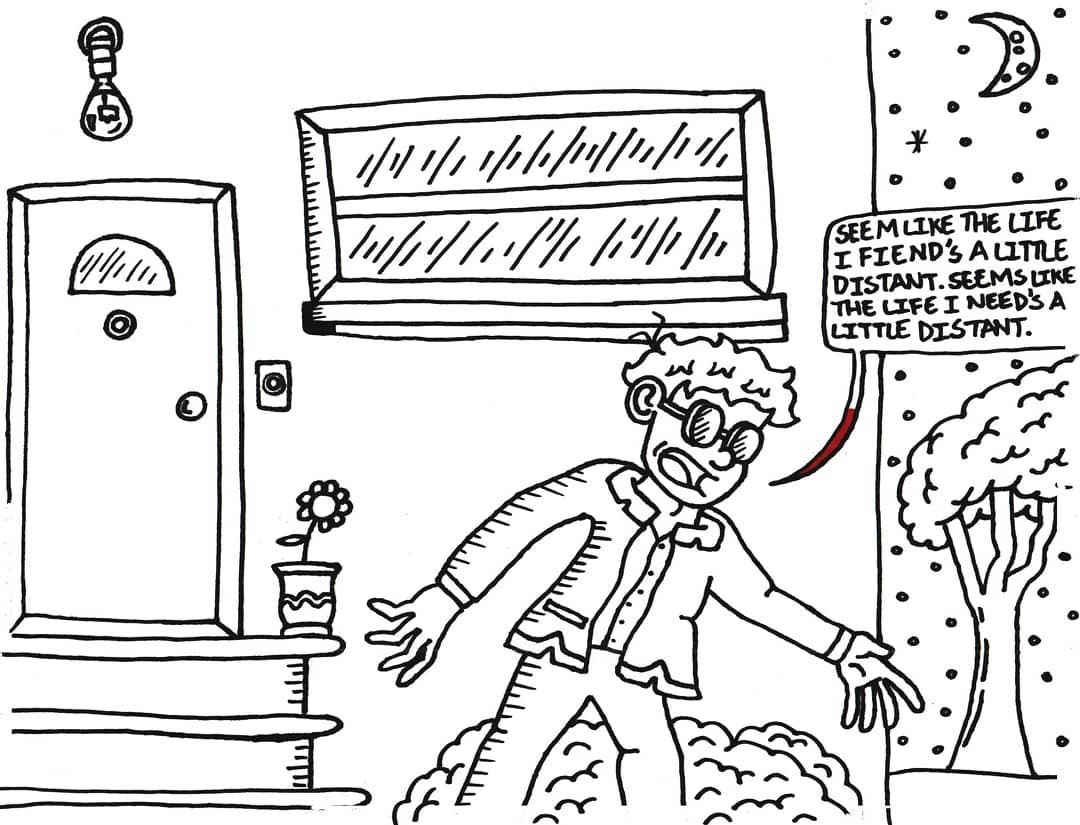 SEEM LIKE THE LIFE
I FIEND'S A LITTLE
DISTANT. SEEMS LIKE
THE LIFE I NEED'S A
LITTLE DISTANT.